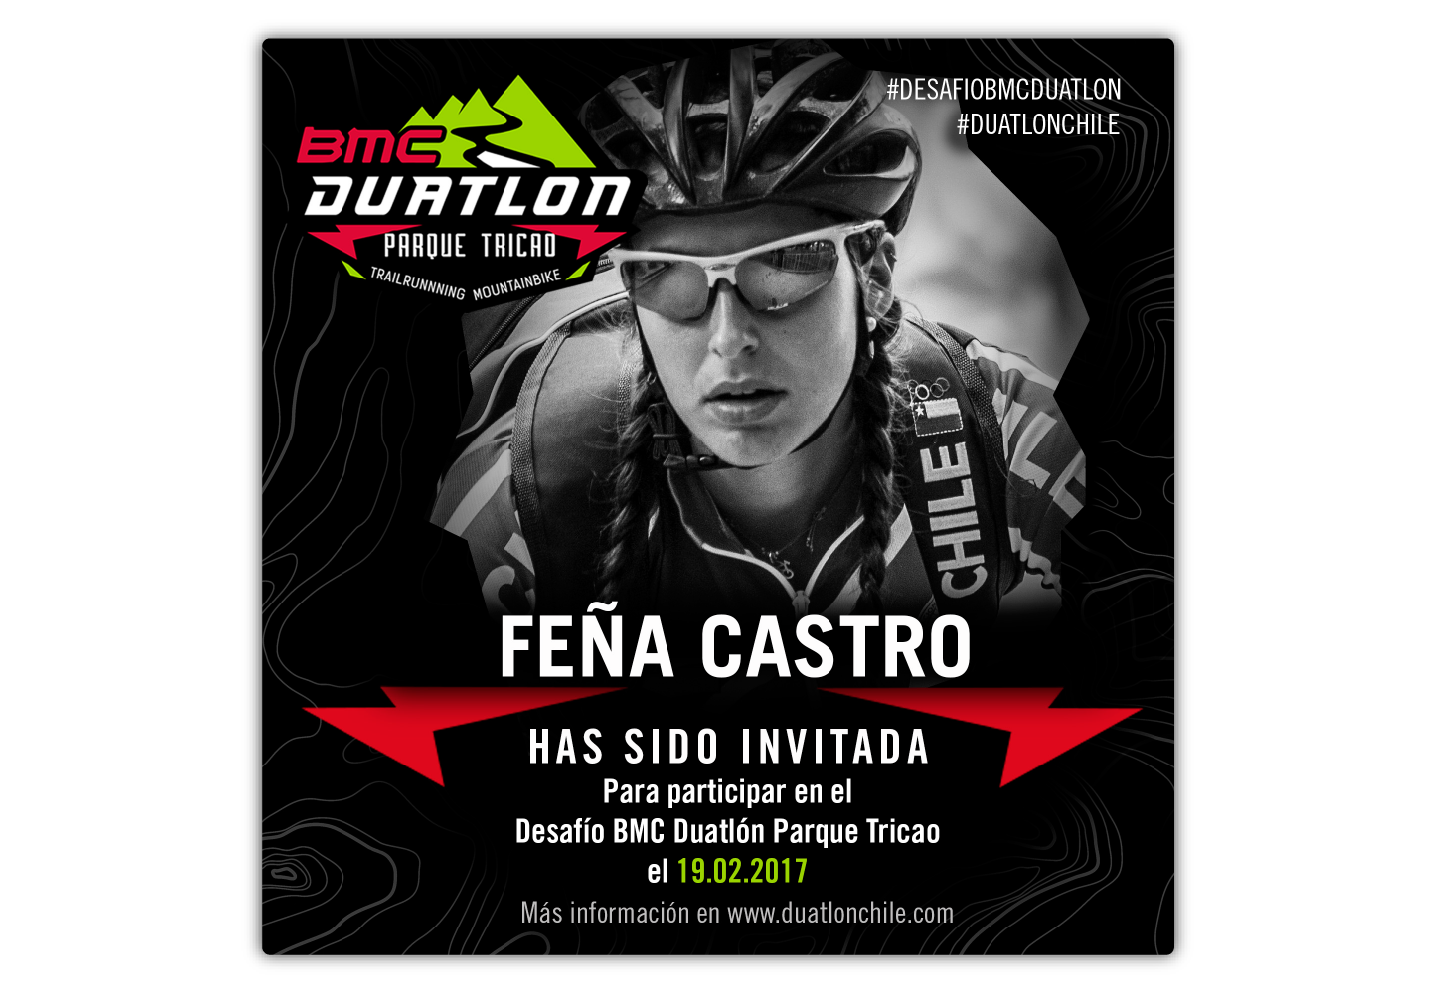 #DESAFIOBMCDUATLON
#DUATLONCHILE
BMC
DUATLON
PARQUE TRICAO
TRAILRUNNNING MOUNTAINBIKE
CHILE
FEÑA CASTRO
HAS SIDO INVITADA
Para participar en el
Desafío BMC Duatlón Parque Tricao
el 19.02.2017
Más información en www.duatlonchile.com